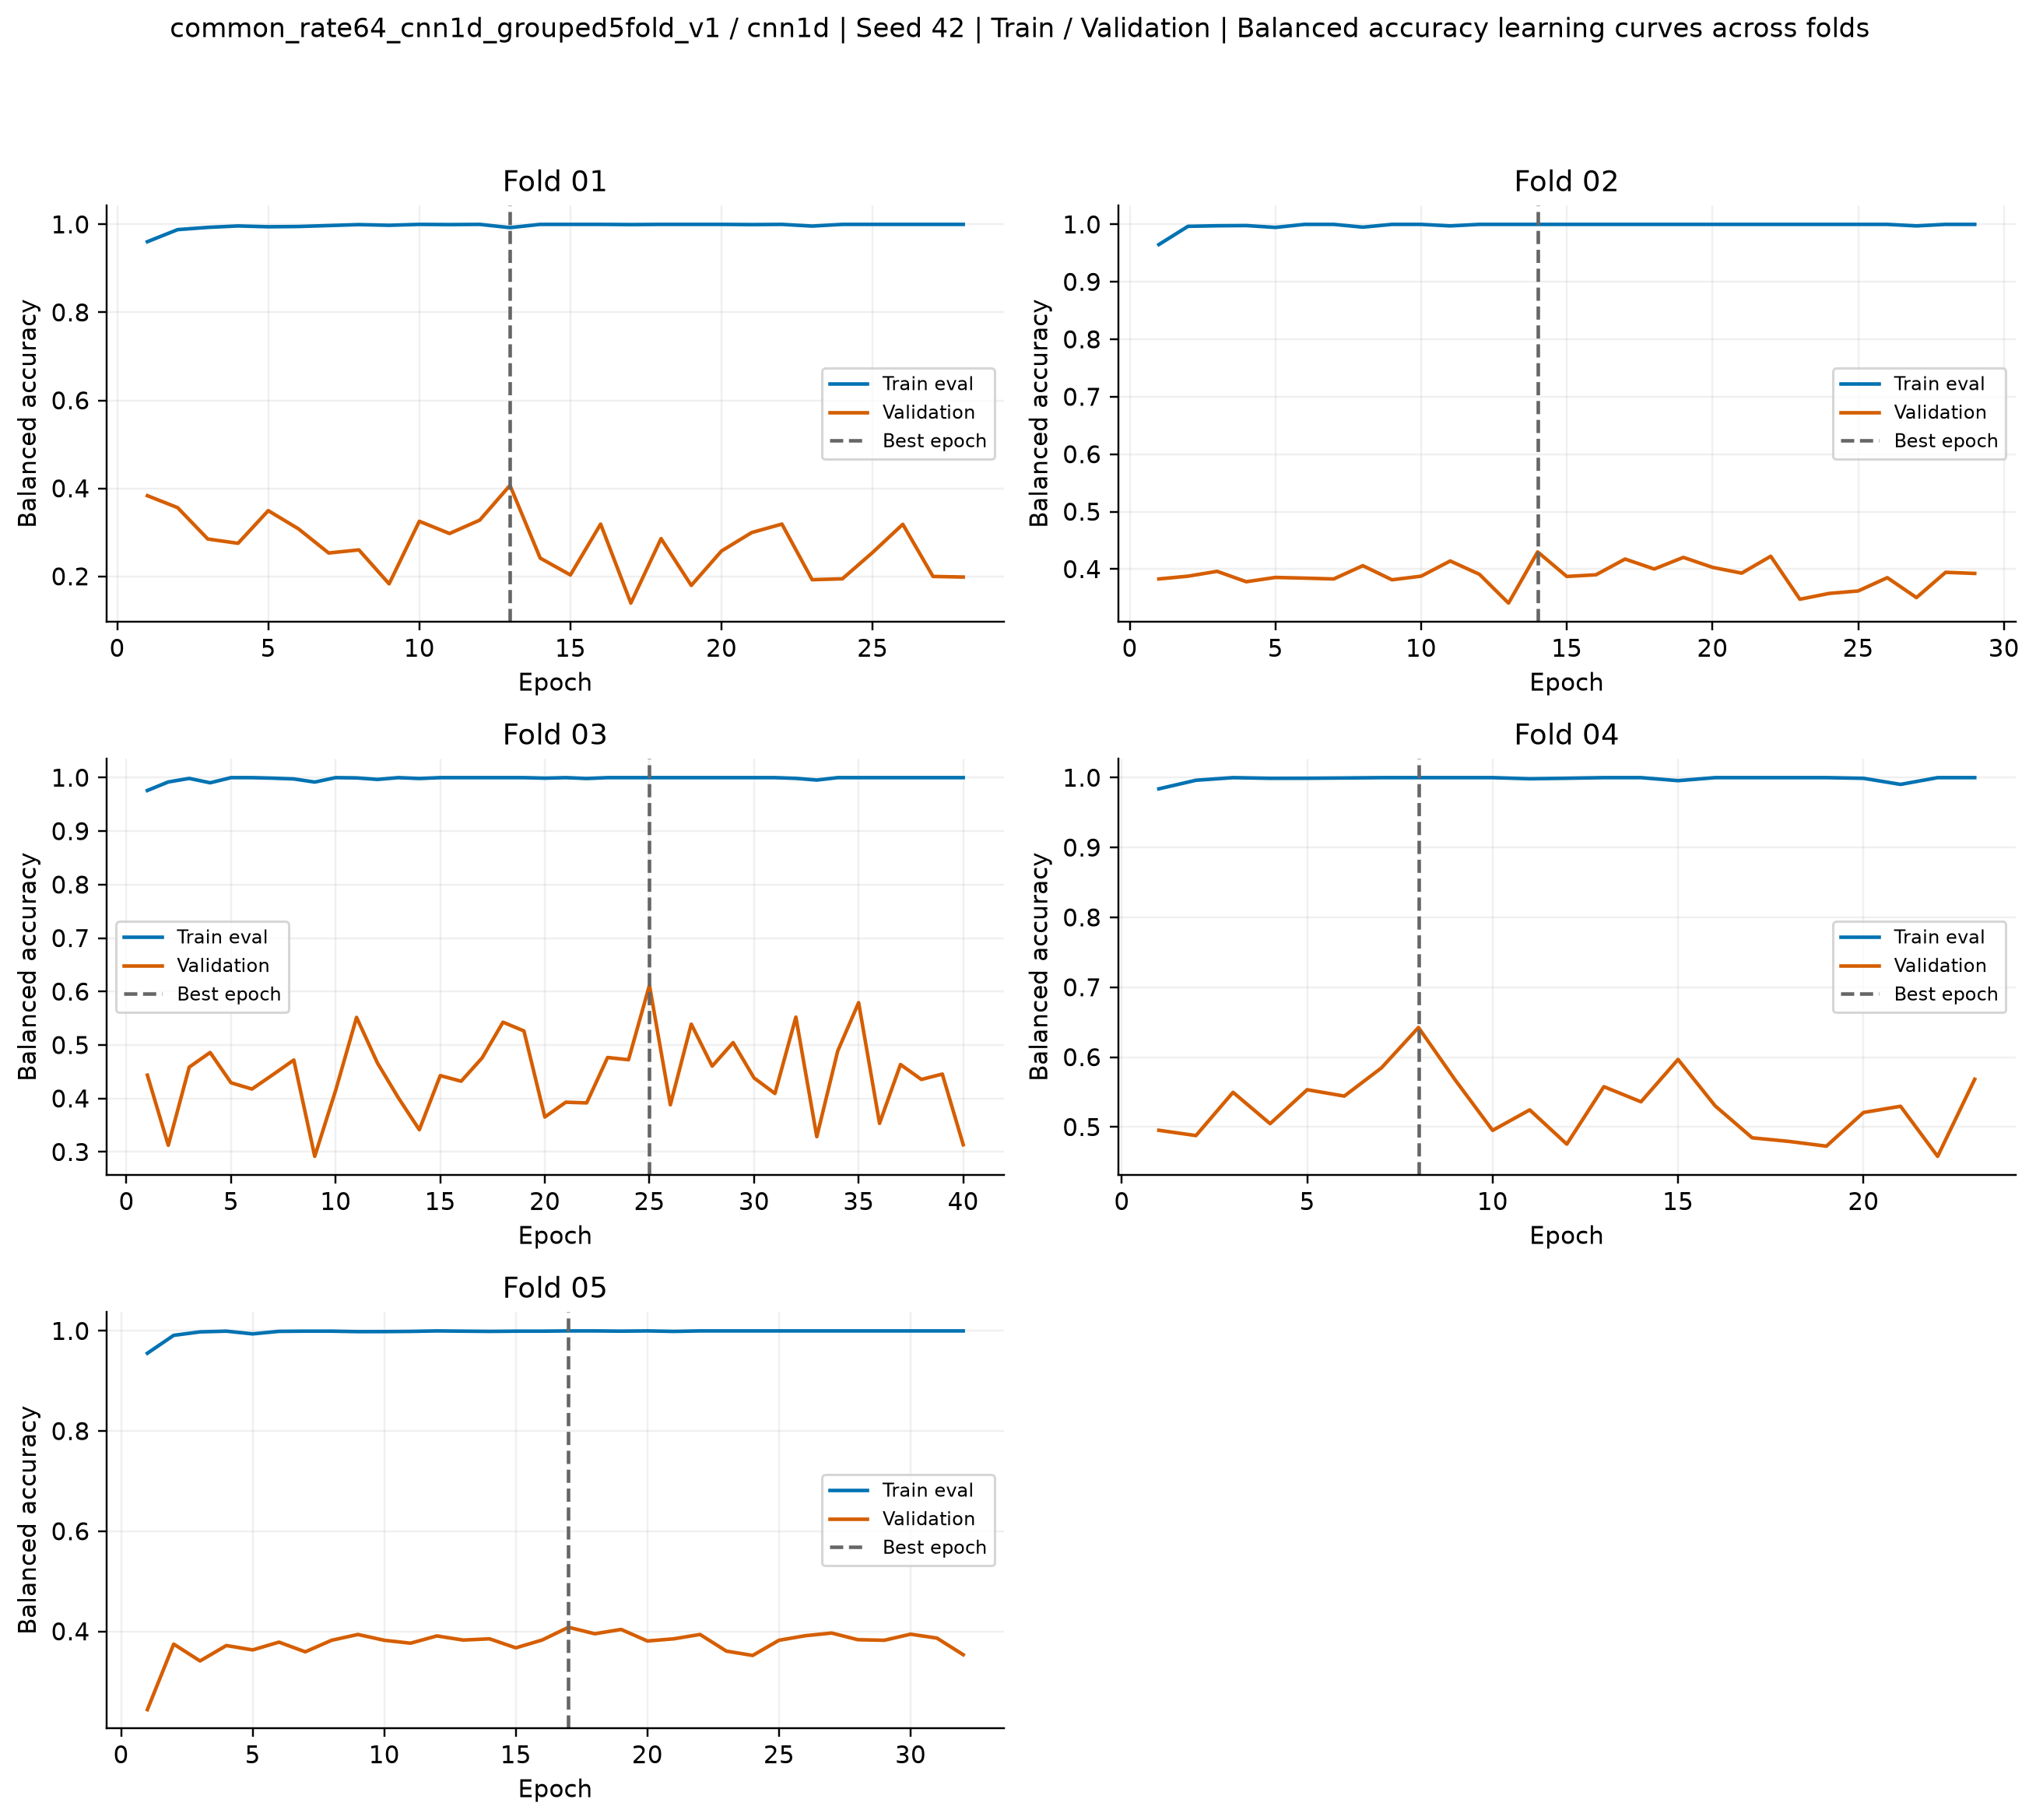 common_rate64_cnn1d_grouped5fold_v1 / cnn1d | Seed 42 | Train / Validation | Balanced accuracy learning curves across folds
Fold 01
Balanced accuracy
1.0
0.8
0.6
0.4
0.2
Train eval
Validation
Best epoch
0 5 10 15 20 25
Epoch
Fold 02
Balanced accuracy
1.0
0.9
0.8
0.7
0.6
0.5
0.4
Train eval
Validation
Best epoch
0 5 10 15 20 25 30
Epoch
Fold 03
Balanced accuracy
1.0
0.9
0.8
0.7
0.6
0.5
0.4
0.3
Train eval
Validation
Best epoch
0 5 10 15 20 25 30 35 40
Epoch
Fold 04
Balanced accuracy
1.0
0.9
0.8
0.7
0.6
0.5
Train eval
Validation
Best epoch
0 5 10 15 20
Epoch
Fold 05
Balanced accuracy
1.0
0.8
0.6
0.4
Train eval
Validation
Best epoch
0 5 10 15 20 25 30
Epoch